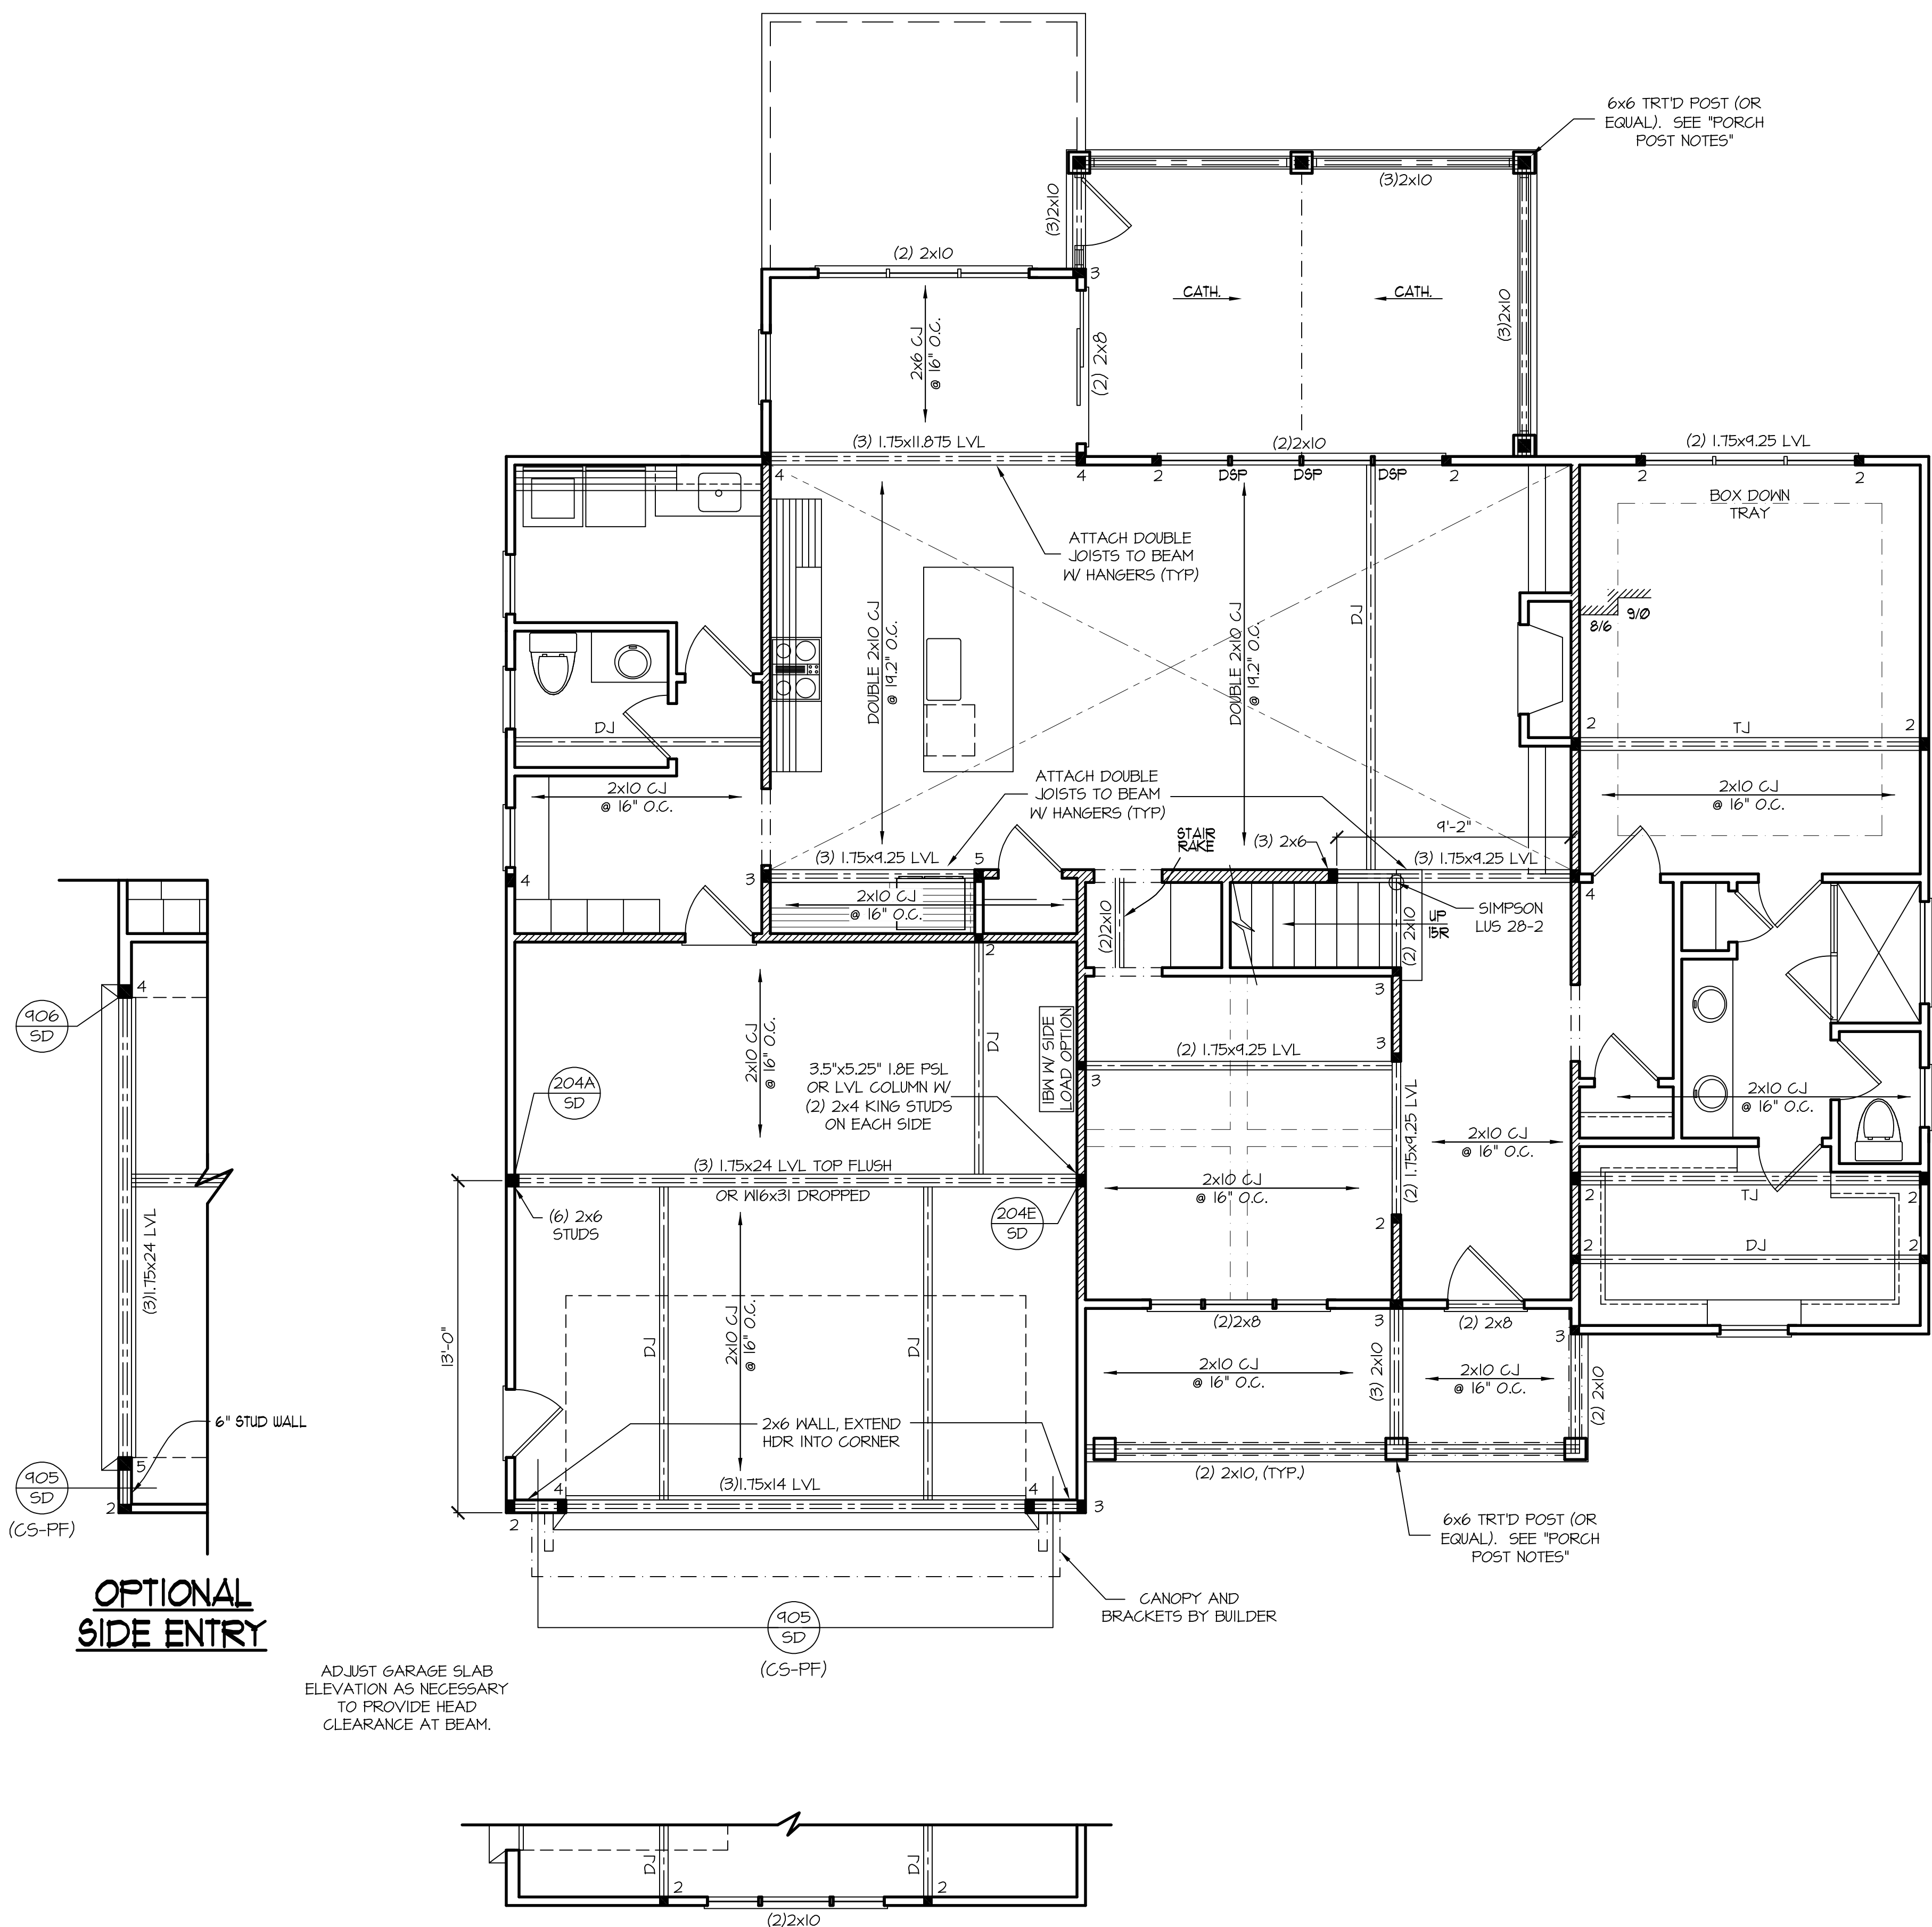 6x6 TRT'D POST (OR
EQUAL). SEE "PORCH
POST NOTES"
(3)2x10
(3)2x10
(2) 2x10
3
CATH.
CATH.
(3)2x10
2x6 CJ
@ 16" O.C.
(2) 2x8
(3) 1.75x11.875 LVL
(2)2x10
(2) 1.75x9.25 LVL
4
4
2
DSP
DSP
DSP
2
2
2
BOX DOWN
TRAY
ATTACH DOUBLE
JOISTS TO BEAM
W/ HANGERS (TYP)
DOUBLE 2x10 CJ
@ 19.2" O.C.
DOUBLE 2x10 CJ
@ 19.2" O.C.
DJ
8/6
9/0
DJ
2
TJ
2
2x10 CJ
@ 16" O.C.
ATTACH DOUBLE
JOISTS TO BEAM
W/ HANGERS (TYP)
2x10 CJ
@ 16" O.C.
STAIR
RAKE
(3) 2x6
9'-2"
(3) 1.75x9.25 LVL
5
(3) 1.75x9.25 LVL
4
3
4
2x10 CJ
@ 16" O.C.
(2)2x10
UP
15R
(2) 2x10
SIMPSON
LUS 28-2
2
3
4
906
SD
2x10 CJ
@ 16" O.C.
DJ
IBW W/ SIDE
LOAD OPTION
3
(2) 1.75x9.25 LVL
3
204A
SD
3.5"x5.25" 1.8E PSL
OR LVL COLUMN W/
(2) 2x4 KING STUDS
ON EACH SIDE
(2) 1.75x9.25 LVL
2x10 CJ
@ 16" O.C.
2x10 CJ
@ 16" O.C.
(3) 1.75x24 LVL TOP FLUSH
OR W16x31 DROPPED
2x10 CJ
@ 16" O.C.
2
TJ
2
(6) 2x6
STUDS
204E
SD
2
2
DJ
2
(3)1.75x24 LVL
13'-0"
DJ
2x10 CJ
@ 16" O.C.
DJ
(2)2x8
3
(2) 2x8
3
2x10 CJ
@ 16" O.C.
(3) 2x10
2x10 CJ
@ 16" O.C.
(2) 2x10
6" STUD WALL
2x6 WALL, EXTEND
HDR INTO CORNER
5
905
SD
(CS-PF)
2
(2) 2x10, (TYP.)
(3)1.75x14 LVL
4
4
2
3
6x6 TRT'D POST (OR
EQUAL). SEE "PORCH
POST NOTES"
OPTIONAL
SIDE ENTRY
CANOPY AND
BRACKETS BY BUILDER
905
SD
(CS-PF)
ADJUST GARAGE SLAB
ELEVATION AS NECESSARY
TO PROVIDE HEAD
CLEARANCE AT BEAM.
DJ
2
DJ
2
(2)2x10